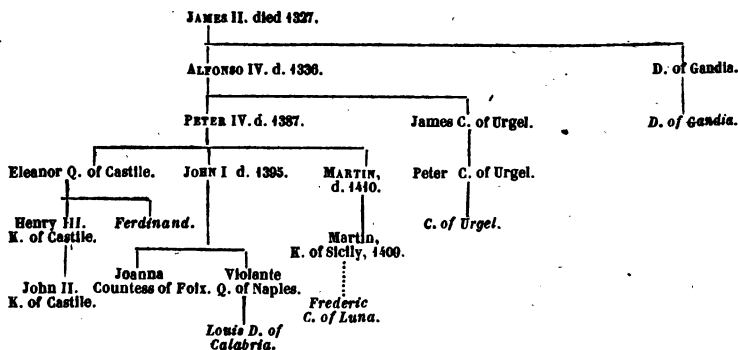 JAMES II. died 1327.
ALFONSO IV. d. 1336. D. of Gandia.
PETER IV. d. 1387. James C. of Urgel. D. of Gandia.
Eleanor Q. of Castile. JOHN I d. 1395. MARTIN, Peter C. of Urgel.
d. 1410.
Henry III. Ferdinand. C. of Urgel.
K. of Castile. Martin,
K. of Sicily, 1409.
Joanna Violante
John II. Countess of Foix. Q. of Naples.
K. of Castile. Frederic
C. of Luna.
Louis D. of
Calabria.